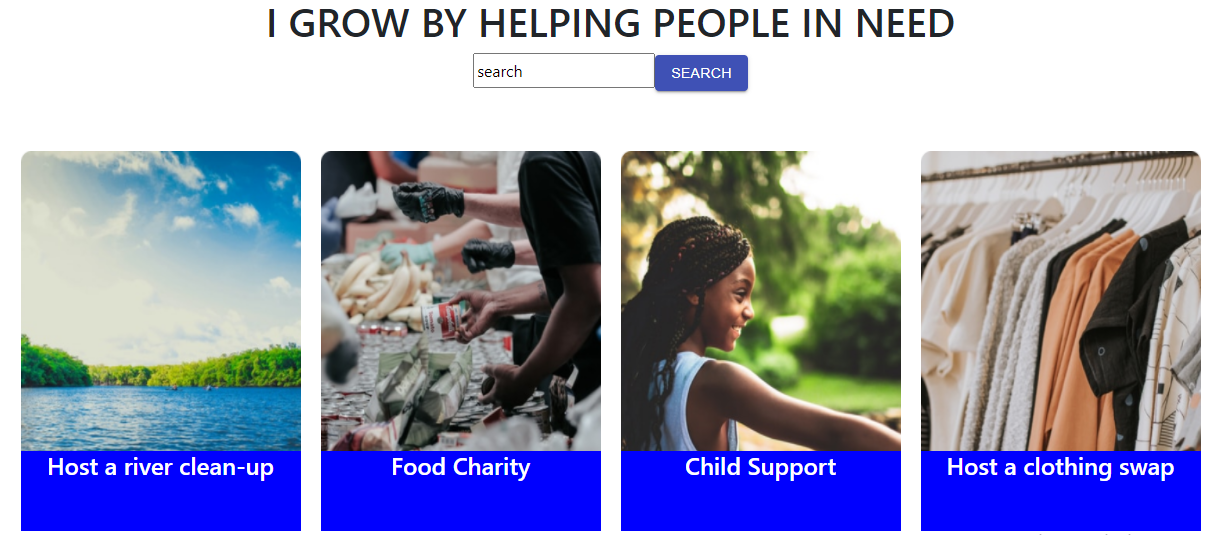 I GROW BY HELPING PEOPLE IN NEED
search
SEARCH
Host a river clean-up
Food Charity
Child Support
Host a clothing swap